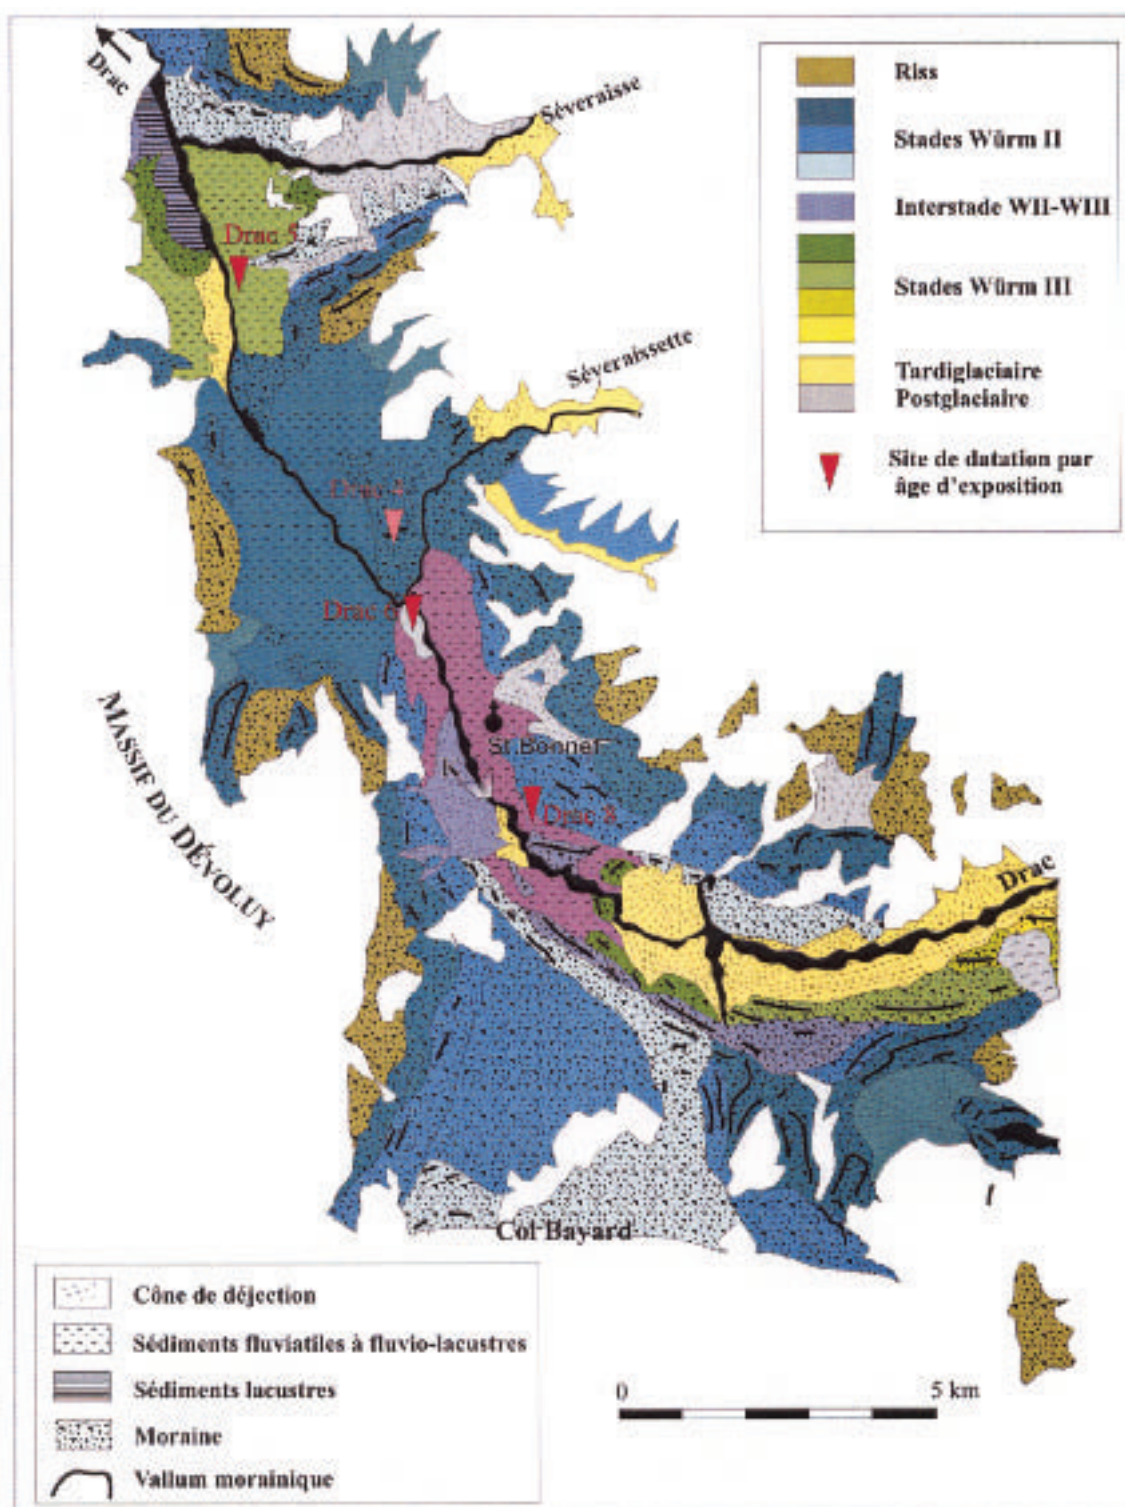 Drac
Séveraisse
Riss
Stades Würm II
Interstade WII-WIII
Stades Würm III
Tardiglaciaire
Postglaciaire
Site de datation par
âge d'exposition
Drac 5
Séveraissette
Drac 4
Drac 6
MASSIF DU DÉVOLUY
St Bonnet
Drac 8
Drac
Col Bayard
Cône de déjection
Sédiments fluviatiles à fluvio-lacustres
Sédiments lacustres
Moraine
Vallum morainique
0
5 km